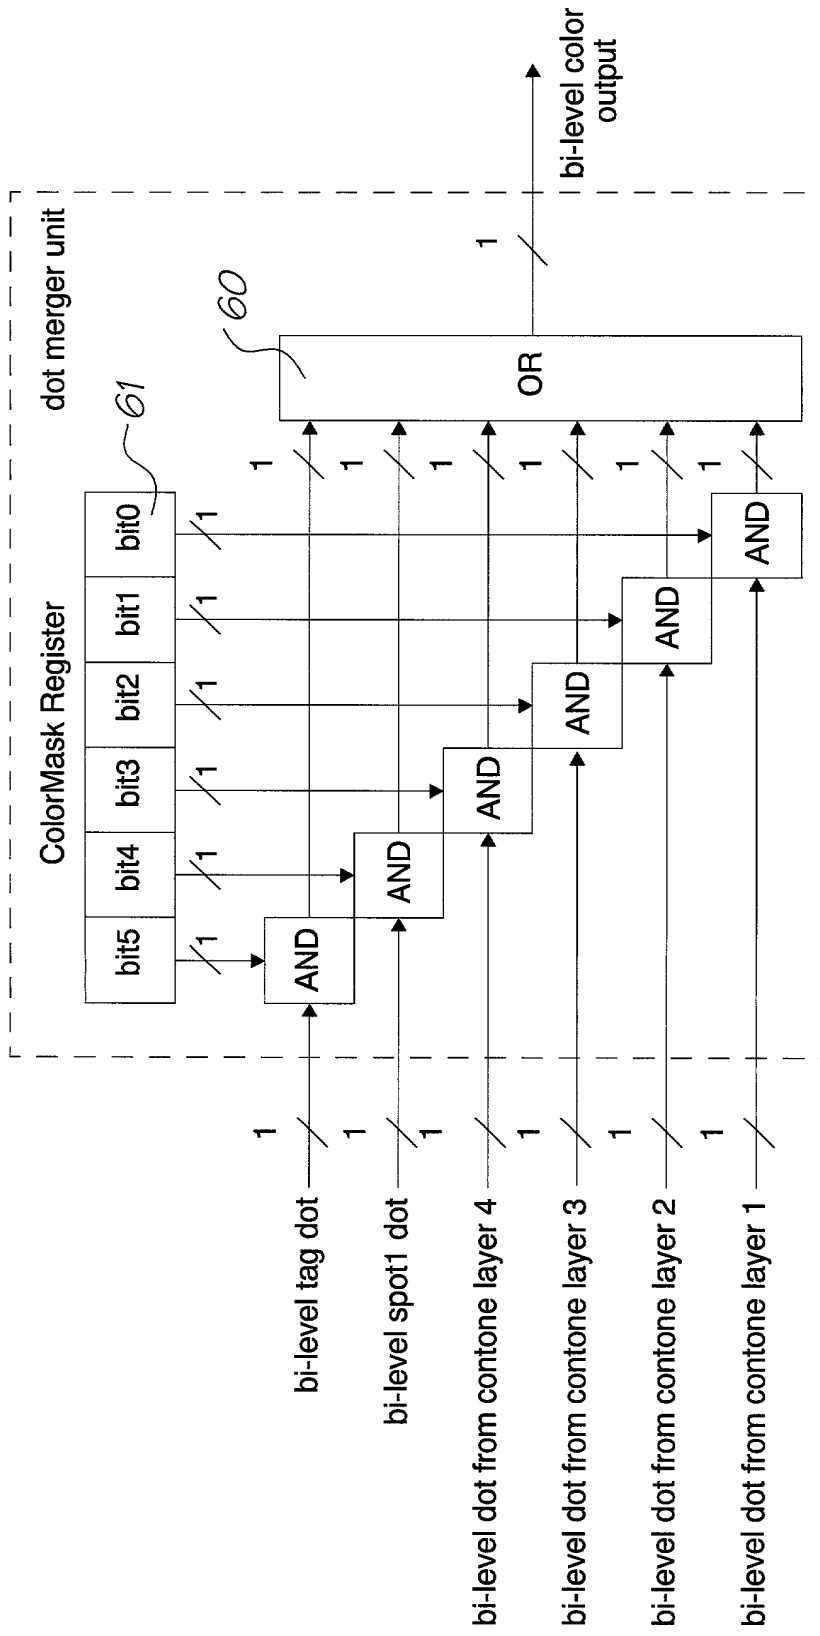 dot merger unit
ColorMask Register
bit5 bit4 bit3 bit2 bit1 bit0
61
1 1 1 1 1 1
bi-level tag dot 1 AND 1
60
bi-level spot1 dot 1 AND 1
bi-level dot from contone layer 4 1 AND 1
OR 1
bi-level color
output
bi-level dot from contone layer 3 1 AND 1
bi-level dot from contone layer 2 1 AND 1
bi-level dot from contone layer 1 1 AND 1